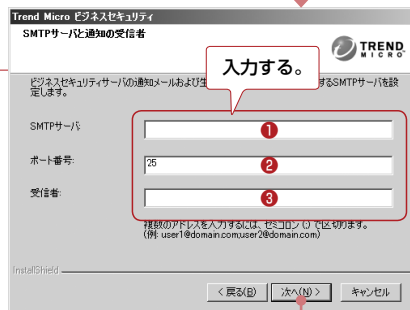 Trend Micro ビジネスセキュリティ
SMTPサーバと通知の受信者
TREND
MICRO
入力する。
ビジネスセキュリティサーバの通知メールおよび
するSMTPサーバを設
定します。
SMTPサーバ:
1
ポート番号:
25
2
受信者:
3
複数のアドレスを入力するには、セミコロン (;) で区切ります。
(例: user1@domain.com;user2@domain.com)
InstallShield
< 戻る(B)
次へ(N) >
キャンセル